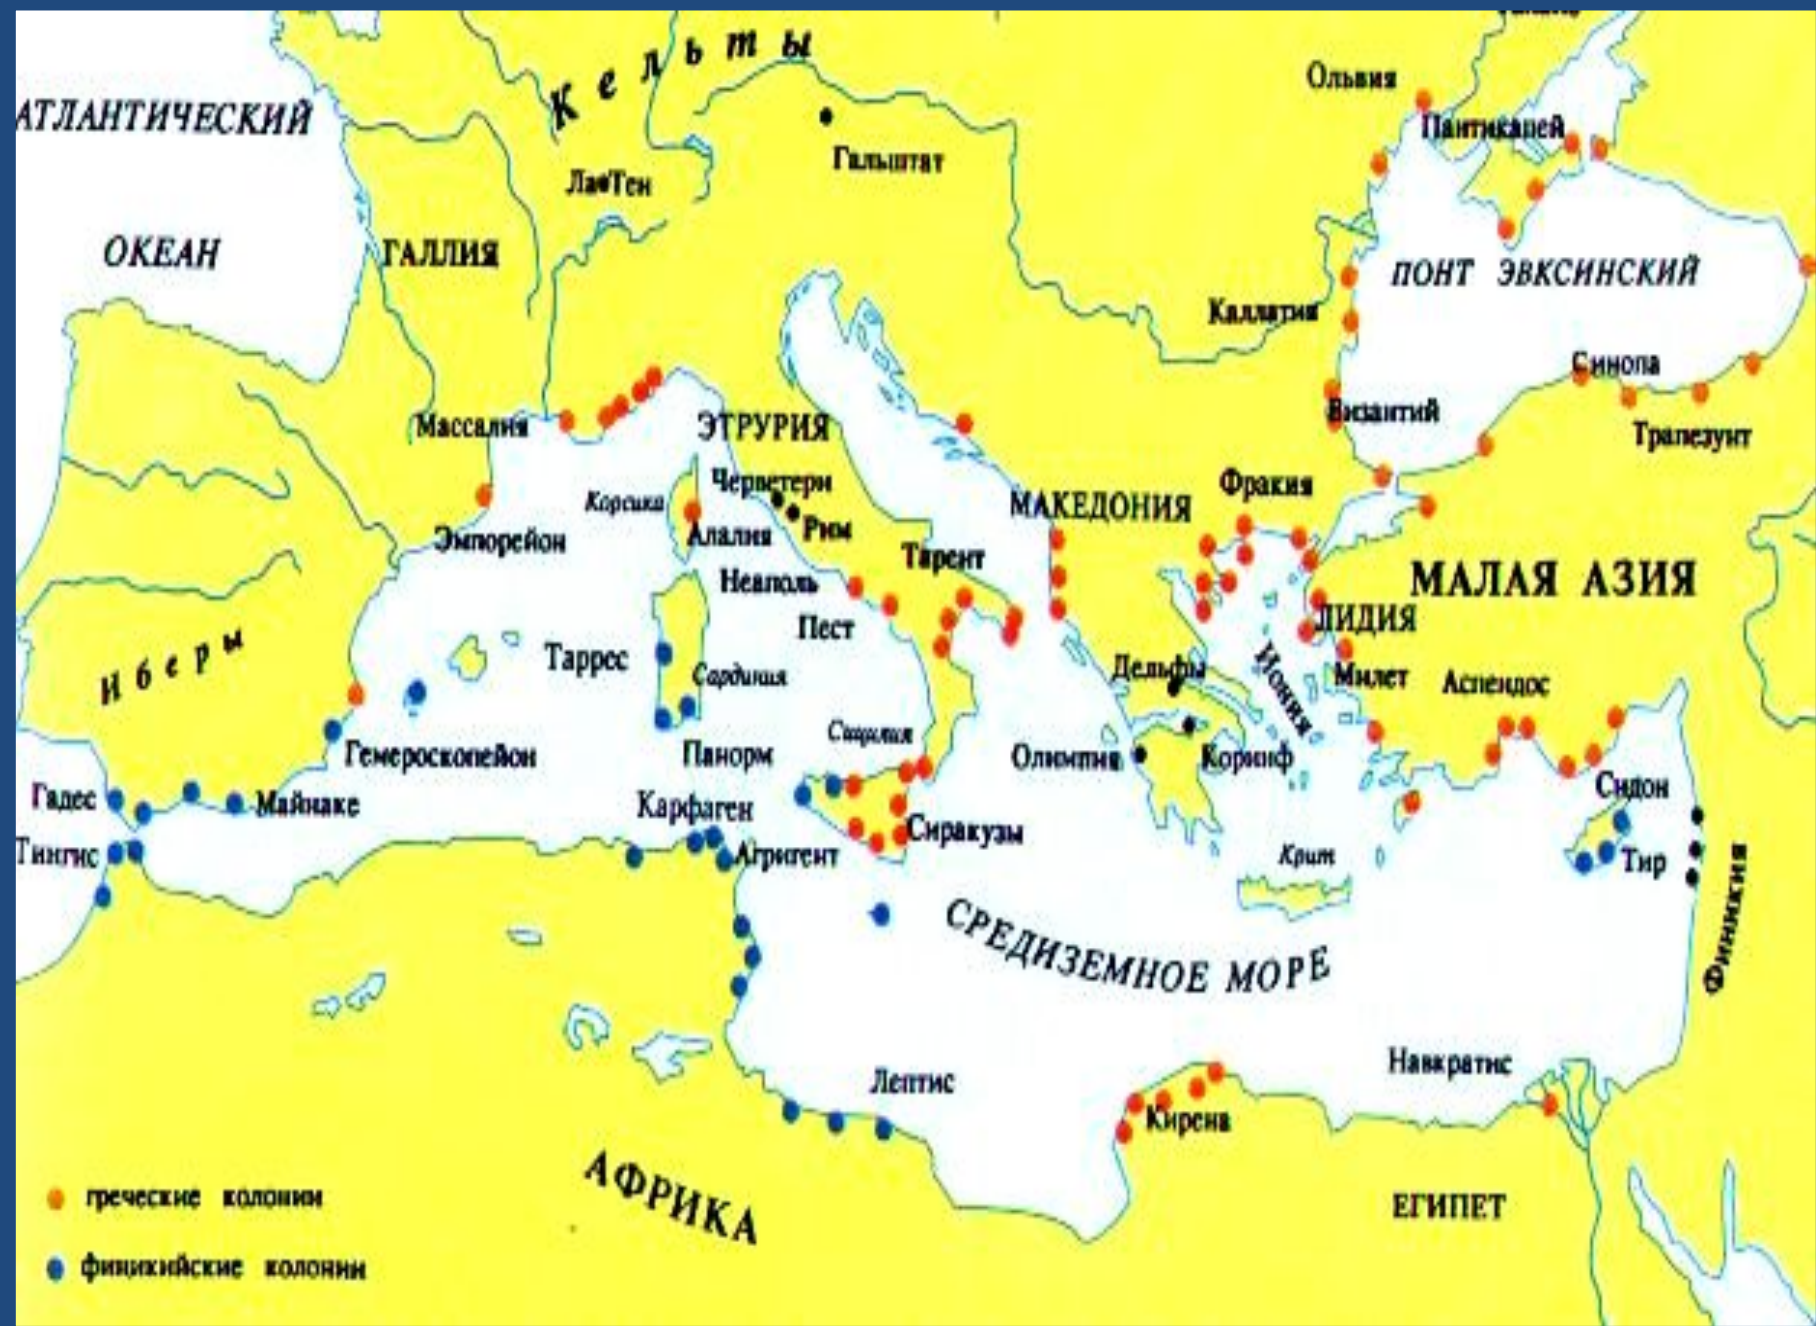 Кельты
Ольвия
АТЛАНТИЧЕСКИЙ
Пантикапей
Гальштат
Ла Тен
ОКЕАН
ГАЛЛИЯ
ПОНТ ЭВКСИНСКИЙ
Каллатия
Синопа
Византий
Массалия
ЭТРУРИЯ
Трапезунт
Черветери
Фракия
Корсика
МАКЕДОНИЯ
Рим
Алалия
Эмпорейон
Тарент
Неаполь
МАЛАЯ АЗИЯ
ЛИДИЯ
Пест
Иберы
Таррес
Сардиния
Дельфы
Иония
Милет
Аспендос
Сицилия
Гемероскопейон
Панорм
Олимпия
Коринф
Сидон
Гадес
Майнаке
Карфаген
Сиракузы
Тингис
Агригент
Крит
Тир
Финикия
СРЕДИЗЕМНОЕ МОРЕ
Навкратис
Лептис
Кирена
АФРИКА
ЕГИПЕТ
греческие колонии
фицикийские колонии